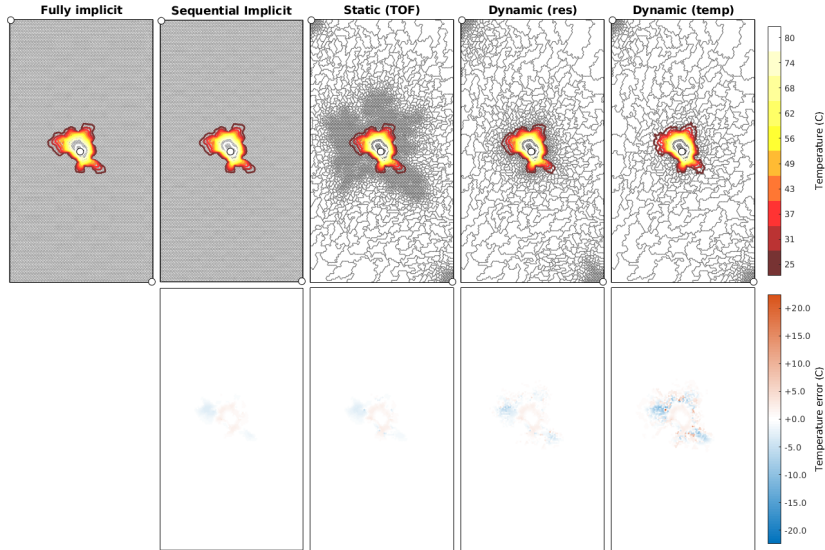 Fully implicit
Sequential Implicit
Static (TOF)
Dynamic (res)
Dynamic (temp)
80
74
68
62
56
49
43
37
31
25
Temperature (C)
+20.0
+15.0
+10.0
+5.0
+0.0
-5.0
-10.0
-15.0
-20.0
Temperature error (C)